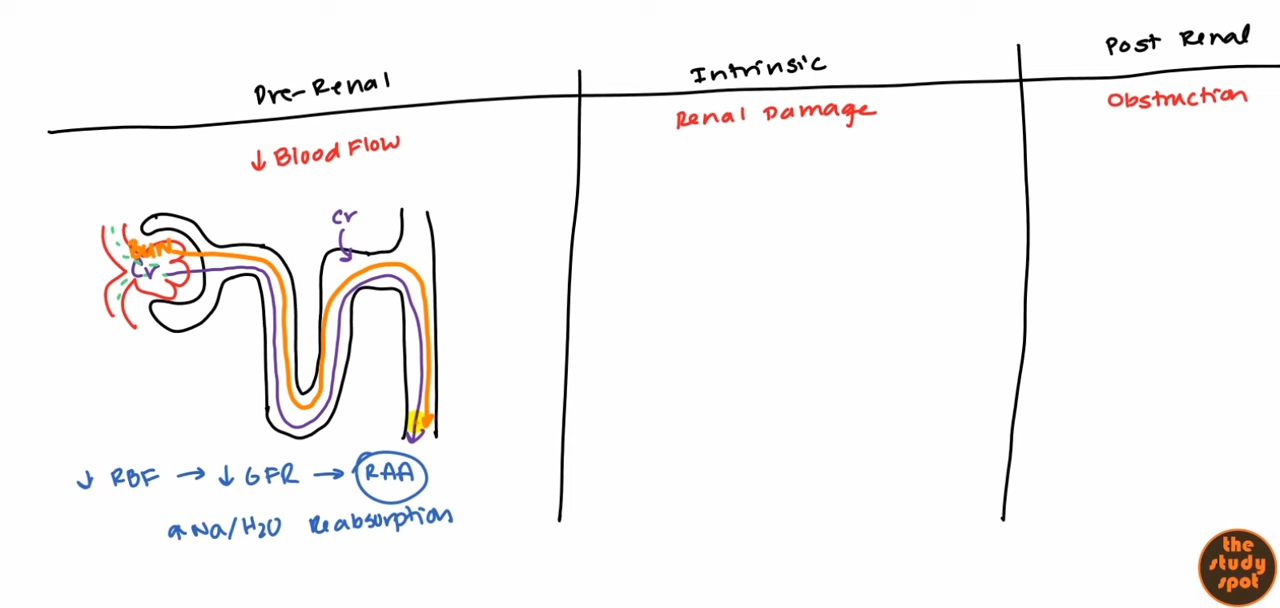 Pre-Renal
Intrinsic
Post Renal
↓ Blood Flow
Renal Damage
Obstruction
Cr
BUN
Cr
↓ RBF → ↓ GFR → RAA
↑ Na/H2O Reabsorption
the
study
spot